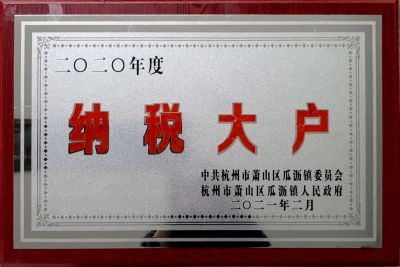 二〇二〇年度
纳税大户
中共杭州市萧山区瓜沥镇委员会
杭州市萧山区瓜沥镇人民政府
二〇二一年二月